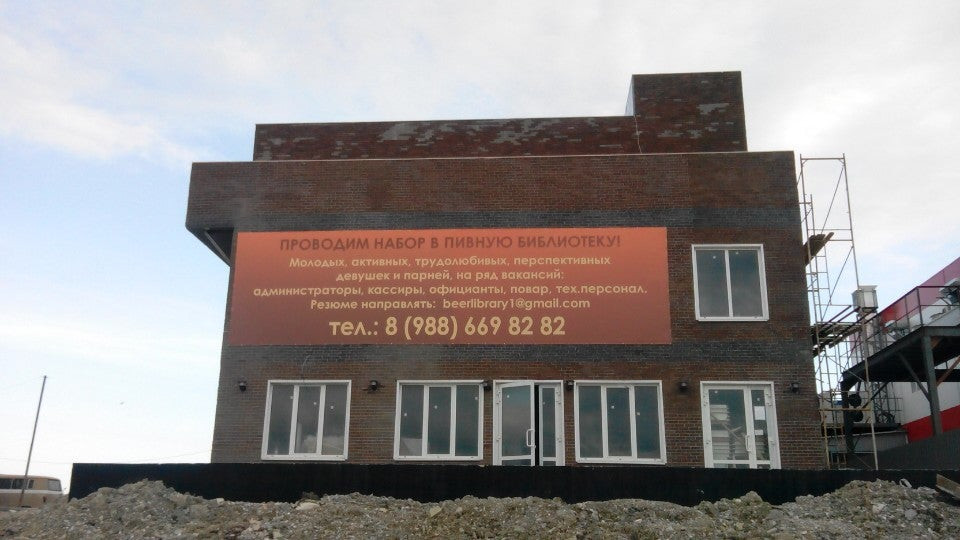 ПРОВОДИМ НАБОР В ПИВНУЮ БИБЛИОТЕКУ!
Молодых, активных, трудолюбивых, перспективных
девушек и парней, на ряд вакансий:
администраторы, кассиры, официанты, повар, тех.персонал.
Резюме направлять: beerlibrary1@gmail.com
тел.: 8 (988) 669 82 82